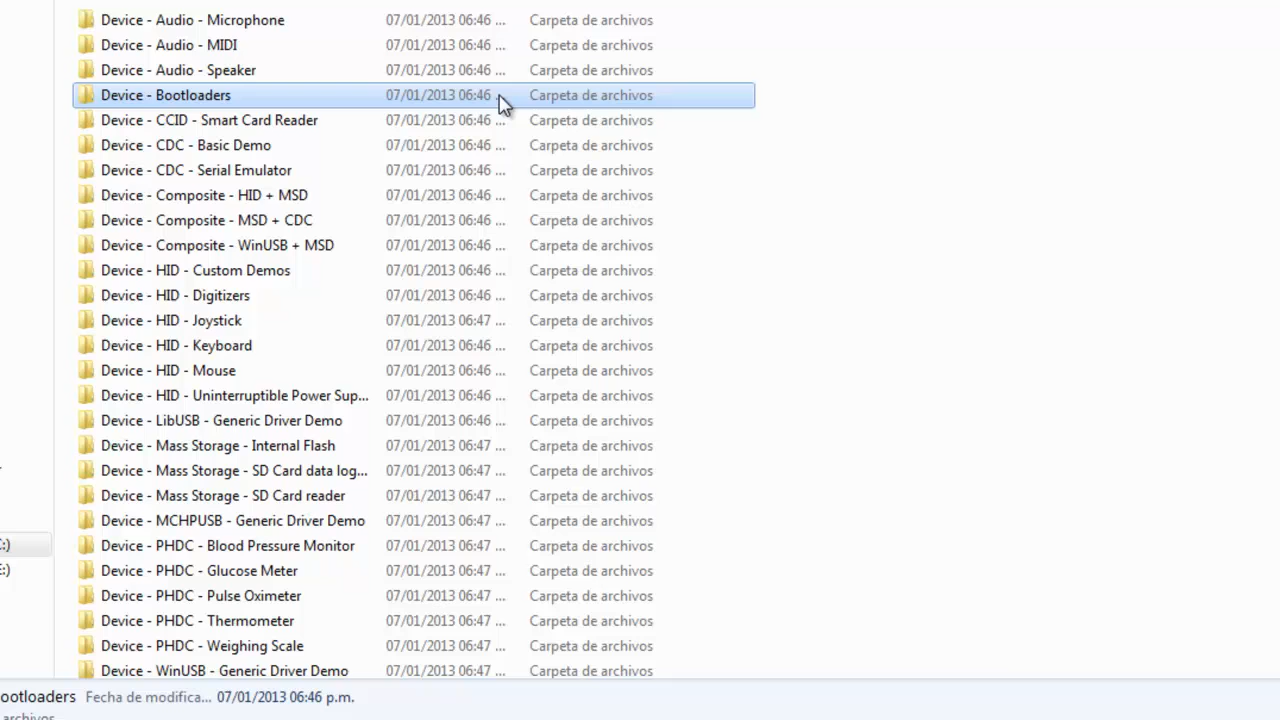 Device - Audio - Microphone 07/01/2013 06:46 ... Carpeta de archivos
Device - Audio - MIDI 07/01/2013 06:46 ... Carpeta de archivos
Device - Audio - Speaker 07/01/2013 06:46 ... Carpeta de archivos
Device - Bootloaders 07/01/2013 06:46 ... Carpeta de archivos
Device - CCID - Smart Card Reader 07/01/2013 06:46 ... Carpeta de archivos
Device - CDC - Basic Demo 07/01/2013 06:46 ... Carpeta de archivos
Device - CDC - Serial Emulator 07/01/2013 06:46 ... Carpeta de archivos
Device - Composite - HID + MSD 07/01/2013 06:46 ... Carpeta de archivos
Device - Composite - MSD + CDC 07/01/2013 06:46 ... Carpeta de archivos
Device - Composite - WinUSB + MSD 07/01/2013 06:46 ... Carpeta de archivos
Device - HID - Custom Demos 07/01/2013 06:46 ... Carpeta de archivos
Device - HID - Digitizers 07/01/2013 06:46 ... Carpeta de archivos
Device - HID - Joystick 07/01/2013 06:47 ... Carpeta de archivos
Device - HID - Keyboard 07/01/2013 06:46 ... Carpeta de archivos
Device - HID - Mouse 07/01/2013 06:46 ... Carpeta de archivos
Device - HID - Uninterruptible Power Sup... 07/01/2013 06:46 ... Carpeta de archivos
Device - LibUSB - Generic Driver Demo 07/01/2013 06:46 ... Carpeta de archivos
Device - Mass Storage - Internal Flash 07/01/2013 06:47 ... Carpeta de archivos
Device - Mass Storage - SD Card data log... 07/01/2013 06:47 ... Carpeta de archivos
Device - Mass Storage - SD Card reader 07/01/2013 06:47 ... Carpeta de archivos
Device - MCHPUSB - Generic Driver Demo 07/01/2013 06:47 ... Carpeta de archivos
:)
Device - PHDC - Blood Pressure Monitor 07/01/2013 06:47 ... Carpeta de archivos
:)
Device - PHDC - Glucose Meter 07/01/2013 06:47 ... Carpeta de archivos
Device - PHDC - Pulse Oximeter 07/01/2013 06:47 ... Carpeta de archivos
Device - PHDC - Thermometer 07/01/2013 06:47 ... Carpeta de archivos
Device - PHDC - Weighing Scale 07/01/2013 06:47 ... Carpeta de archivos
Device - WinUSB - Generic Driver Demo 07/01/2013 06:46 ... Carpeta de archivos
ootloaders Fecha de modifica... 07/01/2013 06:46 p.m.
archivos